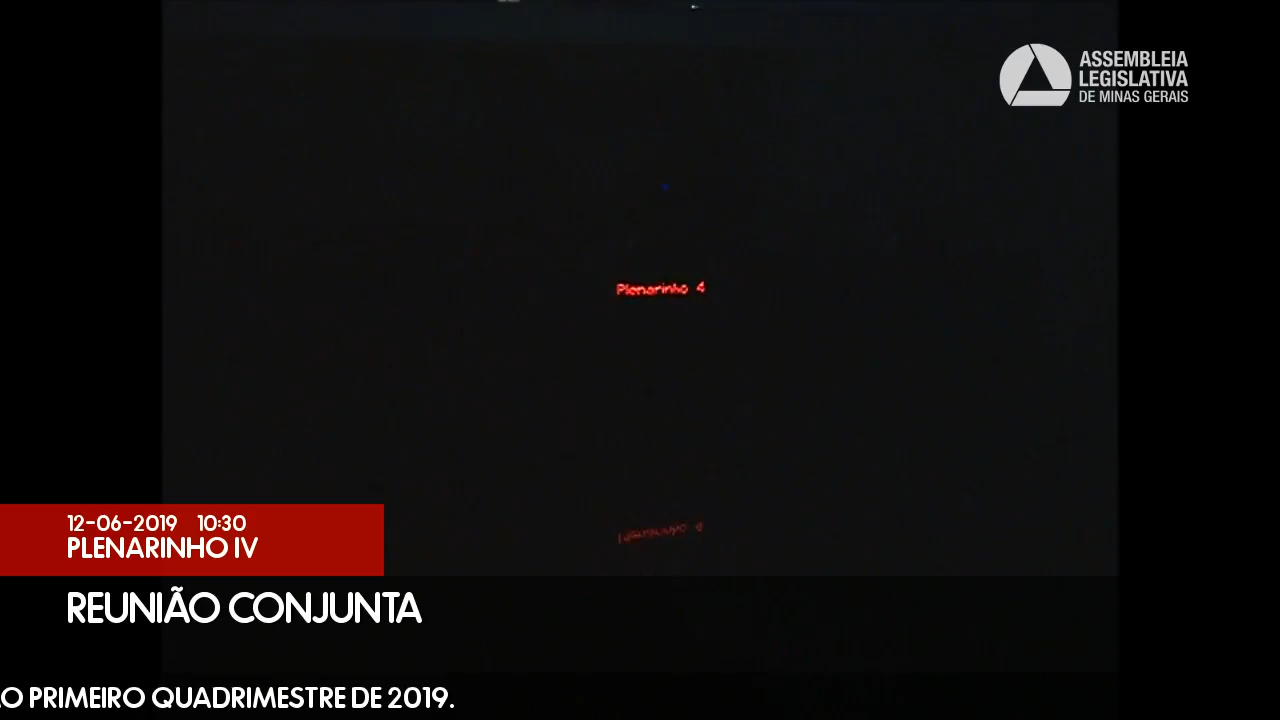 ASSEMBLEIA
LEGISLATIVA
DE MINAS GERAIS
Plenarinho 4
12-06-2019 10:30
PLENARINHO IV
REUNIÃO CONJUNTA
PRIMEIRO QUADRIMESTRE DE 2019.